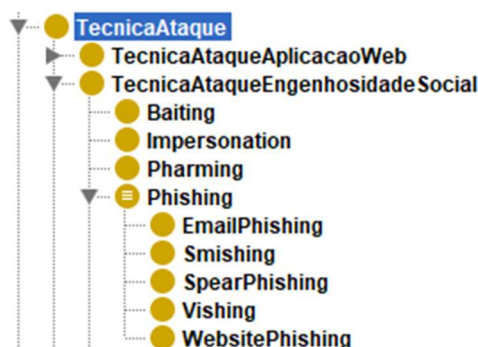 TecnicaAtaque
TecnicaAtaqueAplicacaoWeb
TecnicaAtaqueEngenhosidadeSocial
Baiting
Impersonation
Pharming
Phishing
EmailPhishing
Smishing
SpearPhishing
Vishing
WebsitePhishing